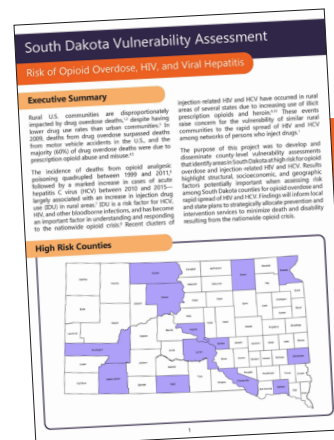 South Dakota Vulnerability Assessment
Risk of Opioid Overdose, HIV, and Viral Hepatitis
Executive Summary
Rural U.S. communities are disproportionately
impacted by drug overdose deaths, despite having
lower drug use rates than urban communities. In
2009, deaths from drug overdose surpassed deaths
from motor vehicle accidents in the U.S., and the
majority (60%) of drug overdose deaths were due to
prescription opioid abuse and misuse.
The incidence of deaths from opioid analgesic
poisoning quadrupled between 1999 and 2011,
followed by a marked increase in cases of acute
hepatitis C virus (HCV) between 2010 and 2015—
largely associated with an increase in injection drug
use (IDU) in rural areas. IDU is a risk factor for HCV,
HIV, and other bloodborne infections, and has become
an important factor in understanding and responding
to the nationwide opioid crisis. Recent clusters of
injection related HIV and HCV have occurred in rural
areas of several states due to increasing use of illicit
prescription opioids and heroin. These events
raise concern for the vulnerability of similar rural
communities to the rapid spread of HIV and HCV
among networks of persons who inject drugs.
The purpose of this project was to develop and
disseminate county-level vulnerability assessments
that identify areas in South Dakota at high risk for opioid
overdose and injection related HIV and HCV. Results
highlight structural, socioeconomic, and geographic
factors potentially important when assessing risk
among South Dakota counties for opioid overdose and
rapid spread of HIV and HCV. Findings will inform local
and state plans to strategically allocate prevention and
intervention services to minimize death and disability
resulting from the nationwide opioid crisis.
High Risk Counties
1